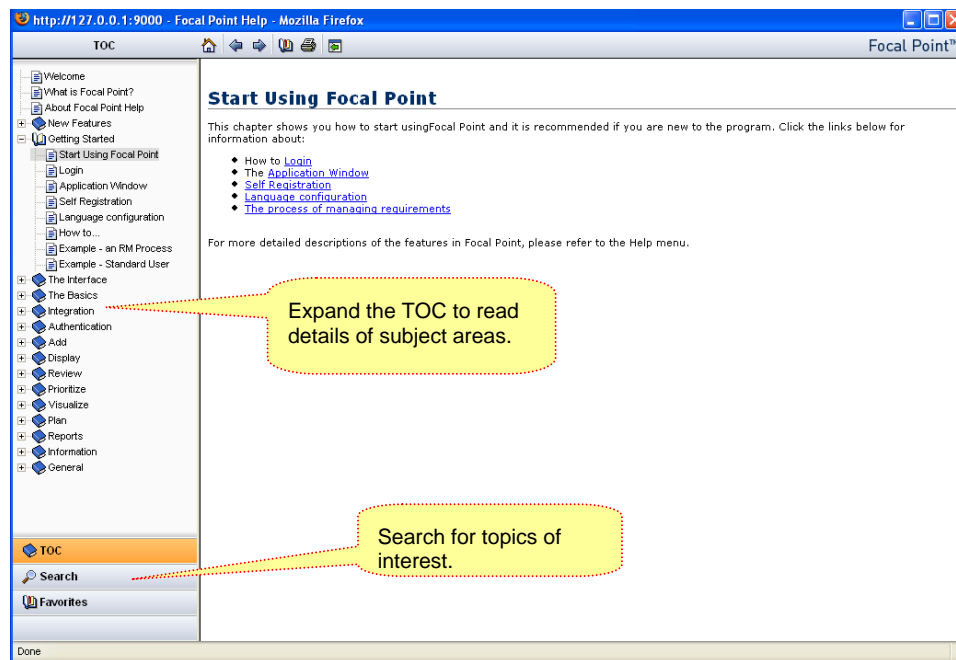 http://127.0.0.1:9000 - Focal Point Help - Mozilla Firefox
TOC
Focal Point™
Welcome
What is Focal Point?
About Focal Point Help
New Features
Getting Started
Start Using Focal Point
Login
Application Window
Self Registration
Language configuration
How to...
Example - an RM Process
Example - Standard User
The Interface
The Basics
Integration
Authentication
Add
Display
Review
Prioritize
Visualize
Plan
Reports
Information
General
TOC
Search
Favorites
Start Using Focal Point
This chapter shows you how to start usingFocal Point and it is recommended if you are new to the program. Click the links below for
information about:
How to Login
The Application Window
Self Registration
Language configuration
The process of managing requirements
For more detailed descriptions of the features in Focal Point, please refer to the Help menu.
Expand the TOC to read
details of subject areas.
Search for topics of
interest.
Done